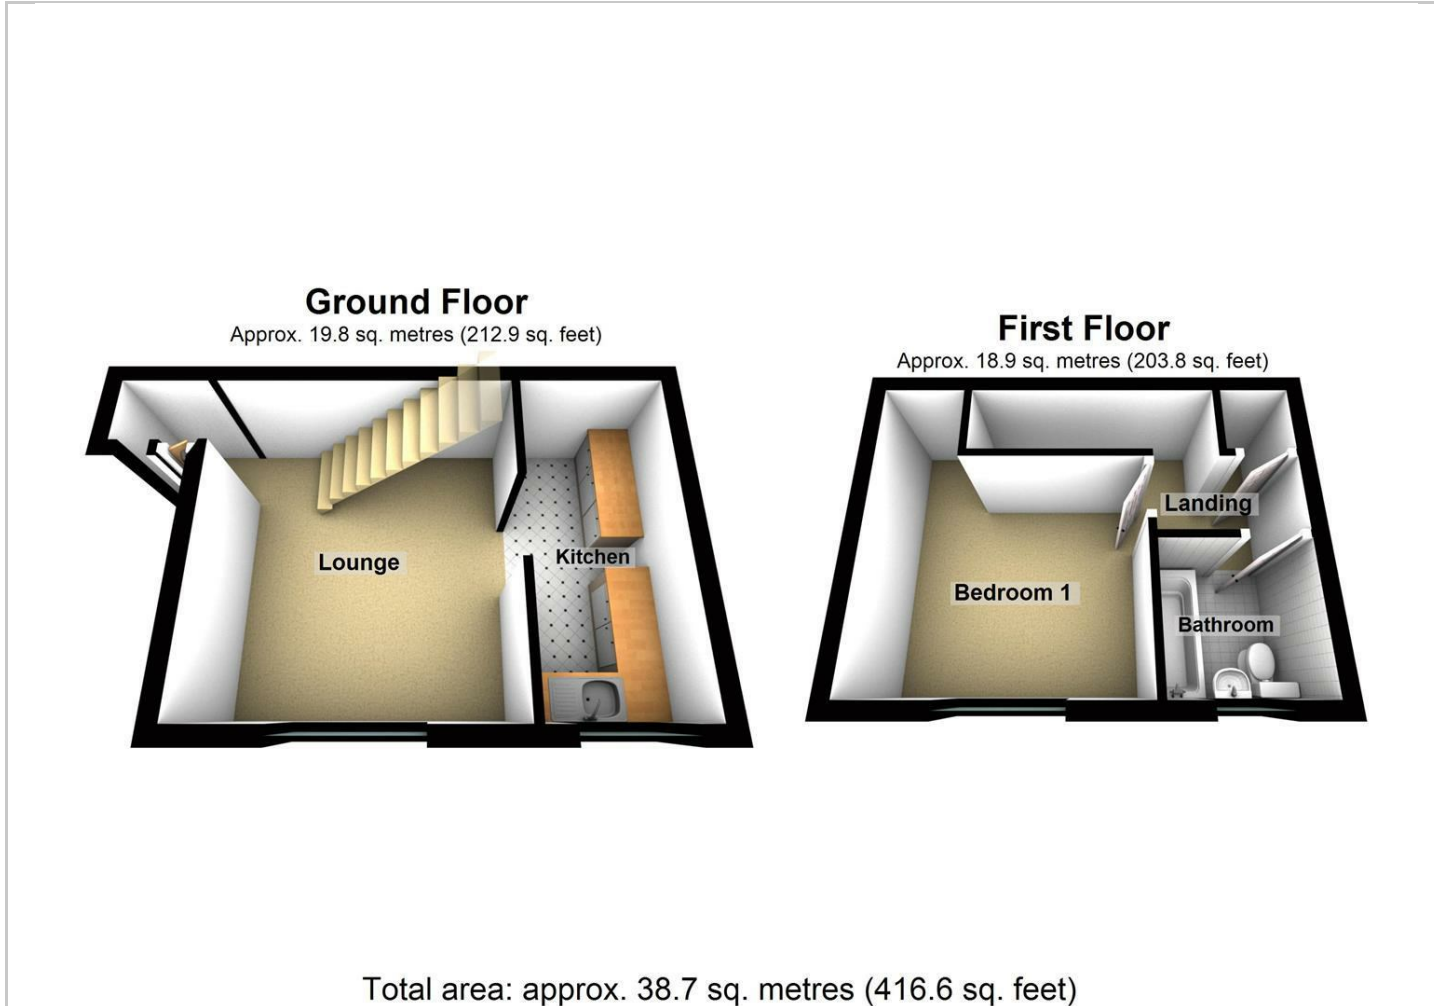 Ground Floor
Approx. 19.8 sq. metres (212.9 sq. feet)
Lounge
Kitchen
First Floor
Approx. 18.9 sq. metres (203.8 sq. feet)
Landing
Bedroom 1
Bathroom
Total area: approx. 38.7 sq. metres (416.6 sq. feet)